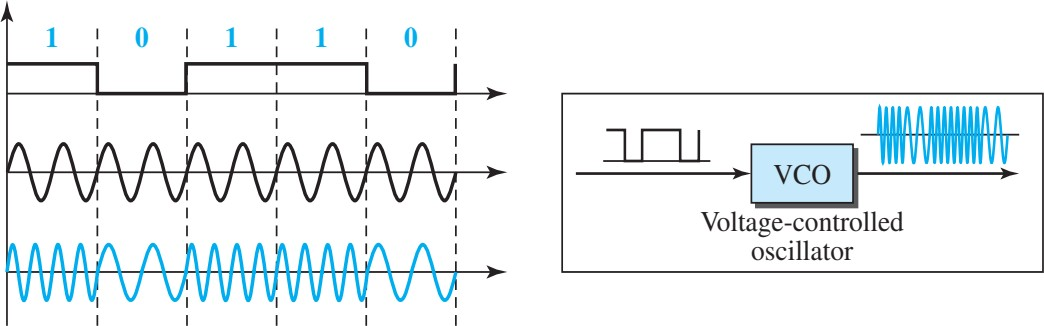 1 0 1 1 0
VCO
Voltage-controlled
oscillator